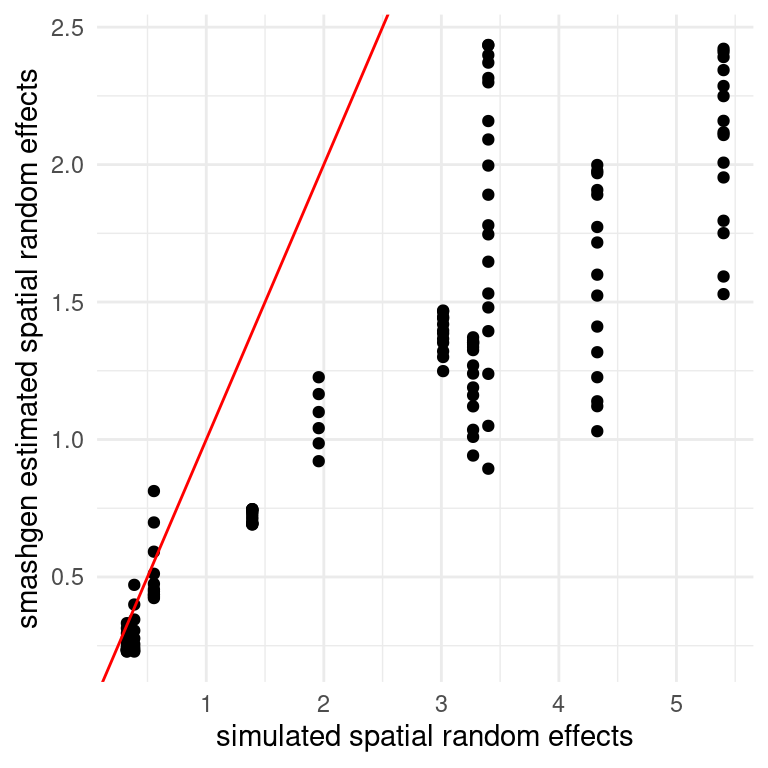 2.5
2.0
1.5
1.0
0.5
smashgen estimated spatial random effects
1 2 3 4 5
simulated spatial random effects